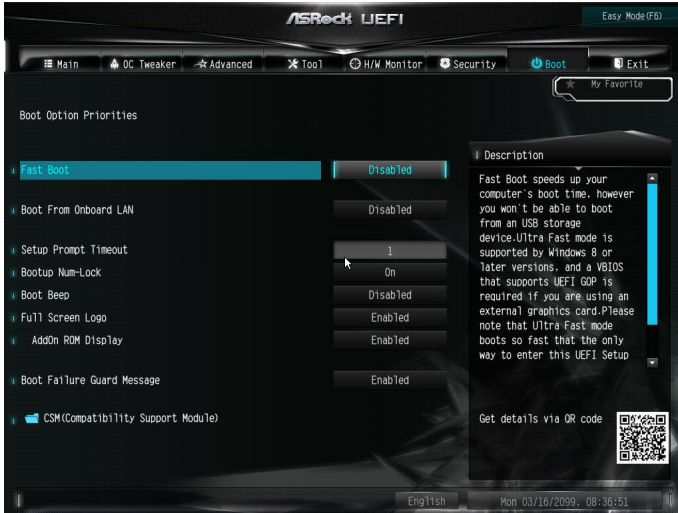 ASRock UEFI
Easy Mode(F6)
Main
OC Tweaker
Advanced
Tool
H/W Monitor
Security
Boot
Exit
My Favorite
Boot Option Priorities
Fast Boot Disabled
Boot From Onboard LAN Disabled
Setup Prompt Timeout 1
Bootup Num-Lock On
Boot Beep Disabled
Full Screen Logo Enabled
AddOn ROM Display Enabled
Boot Failure Guard Message Enabled
CSM(Compatibility Support Module)
Description
Fast Boot speeds up your
computer's boot time. however
you won't be able to boot
from an USB storage
device.Ultra Fast mode is
supported by Windows 8 or
later versions. and a VBIOS
that supports UEFI GOP is
required if you are using an
external graphics card.Please
note that Ultra Fast mode
boots so fast that the only
way to enter this UEFI Setup
Get details via QR code
English
Mon 03/16/2099. 08:36:51